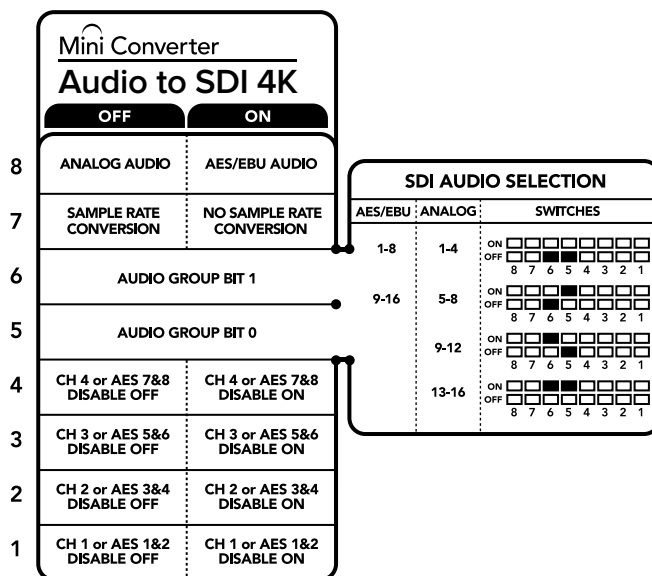 Mini Converter
Audio to SDI 4K
OFF ON
8 ANALOG AUDIO AES/EBU AUDIO
7 SAMPLE RATE CONVERSION NO SAMPLE RATE CONVERSION
6 AUDIO GROUP BIT 1
5 AUDIO GROUP BIT 0
4 CH 4 or AES 7&8 DISABLE OFF CH 4 or AES 7&8 DISABLE ON
3 CH 3 or AES 5&6 DISABLE OFF CH 3 or AES 5&6 DISABLE ON
2 CH 2 or AES 3&4 DISABLE OFF CH 2 or AES 3&4 DISABLE ON
1 CH 1 or AES 1&2 DISABLE OFF CH 1 or AES 1&2 DISABLE ON
SDI AUDIO SELECTION
AES/EBU ANALOG SWITCHES
1-8 1-4 ON
OFF
8 7 6 5 4 3 2 1
9-16 5-8 ON
OFF
8 7 6 5 4 3 2 1
9-12 ON
OFF
8 7 6 5 4 3 2 1
13-16 ON
OFF
8 7 6 5 4 3 2 1